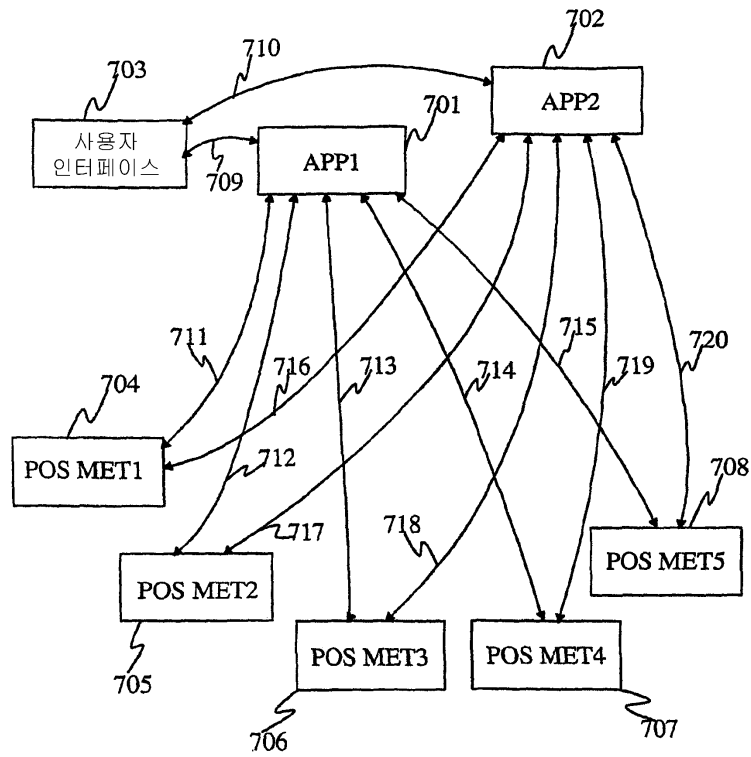 702
710
703
APP2
701
사용자
인터페이스
709
APP1
711
716
713
714
715
719
720
704
POS MET1
712
717
718
708
POS MET2
POS MET5
705
POS MET3
POS MET4
706
707